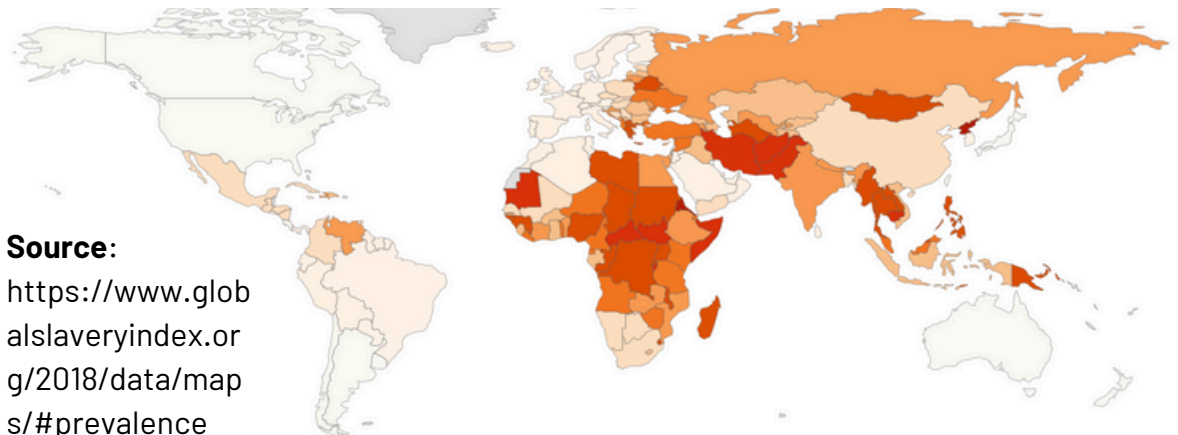 Source:
https://www.glob
alslaveryindex.or
g/2018/data/map
s/#prevalence